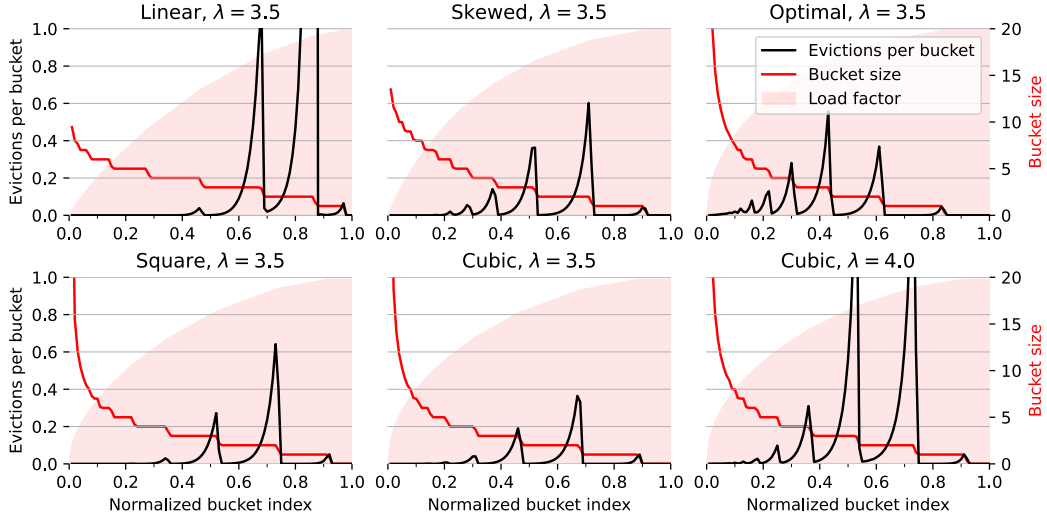 Linear, λ = 3.5
Skewed, λ = 3.5
Optimal, λ = 3.5
Evictions per bucket
1.0
0.8
0.6
0.4
0.2
0.0
0.0 0.2 0.4 0.6 0.8 1.0
0.0 0.2 0.4 0.6 0.8 1.0
0.0 0.2 0.4 0.6 0.8 1.0
Evictions per bucket
Bucket size
Load factor
20
15
10
5
0
Bucket size
Square, λ = 3.5
Cubic, λ = 3.5
Cubic, λ = 4.0
Evictions per bucket
1.0
0.8
0.6
0.4
0.2
0.0
0.0 0.2 0.4 0.6 0.8 1.0
0.0 0.2 0.4 0.6 0.8 1.0
0.0 0.2 0.4 0.6 0.8 1.0
20
15
10
5
0
Bucket size
Normalized bucket index
Normalized bucket index
Normalized bucket index